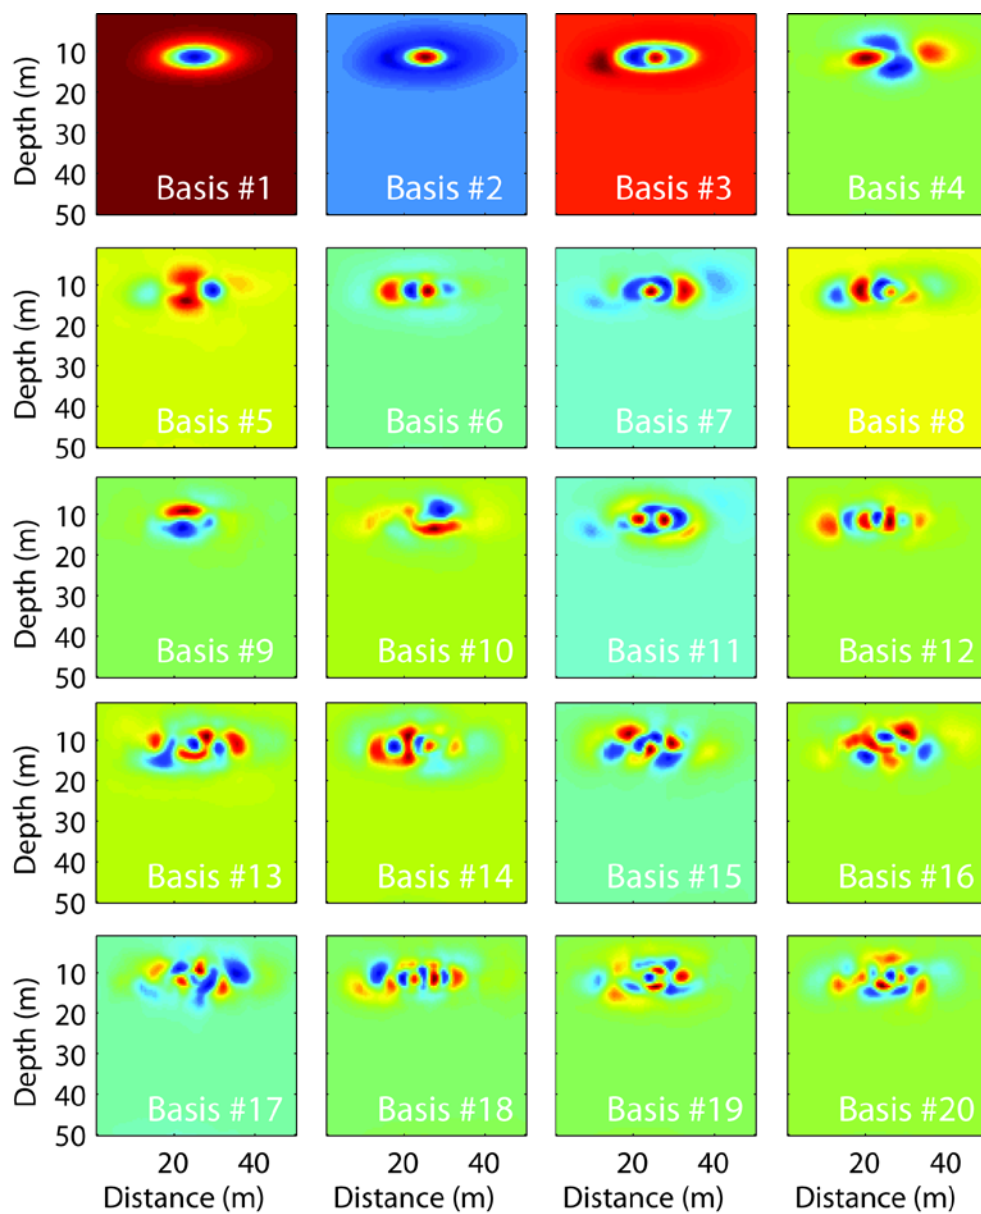 10
20
30
40
50
Depth (m)
Basis #1
Basis #2
Basis #3
Basis #4
10
20
30
40
50
Depth (m)
Basis #5
Basis #6
Basis #7
Basis #8
10
20
30
40
50
Depth (m)
Basis #9
Basis #10
Basis #11
Basis #12
10
20
30
40
50
Depth (m)
Basis #13
Basis #14
Basis #15
Basis #16
10
20
30
40
50
Depth (m)
Basis #17
Basis #18
Basis #19
Basis #20
20 40 20 40 20 40 20 40
Distance (m) Distance (m) Distance (m) Distance (m)